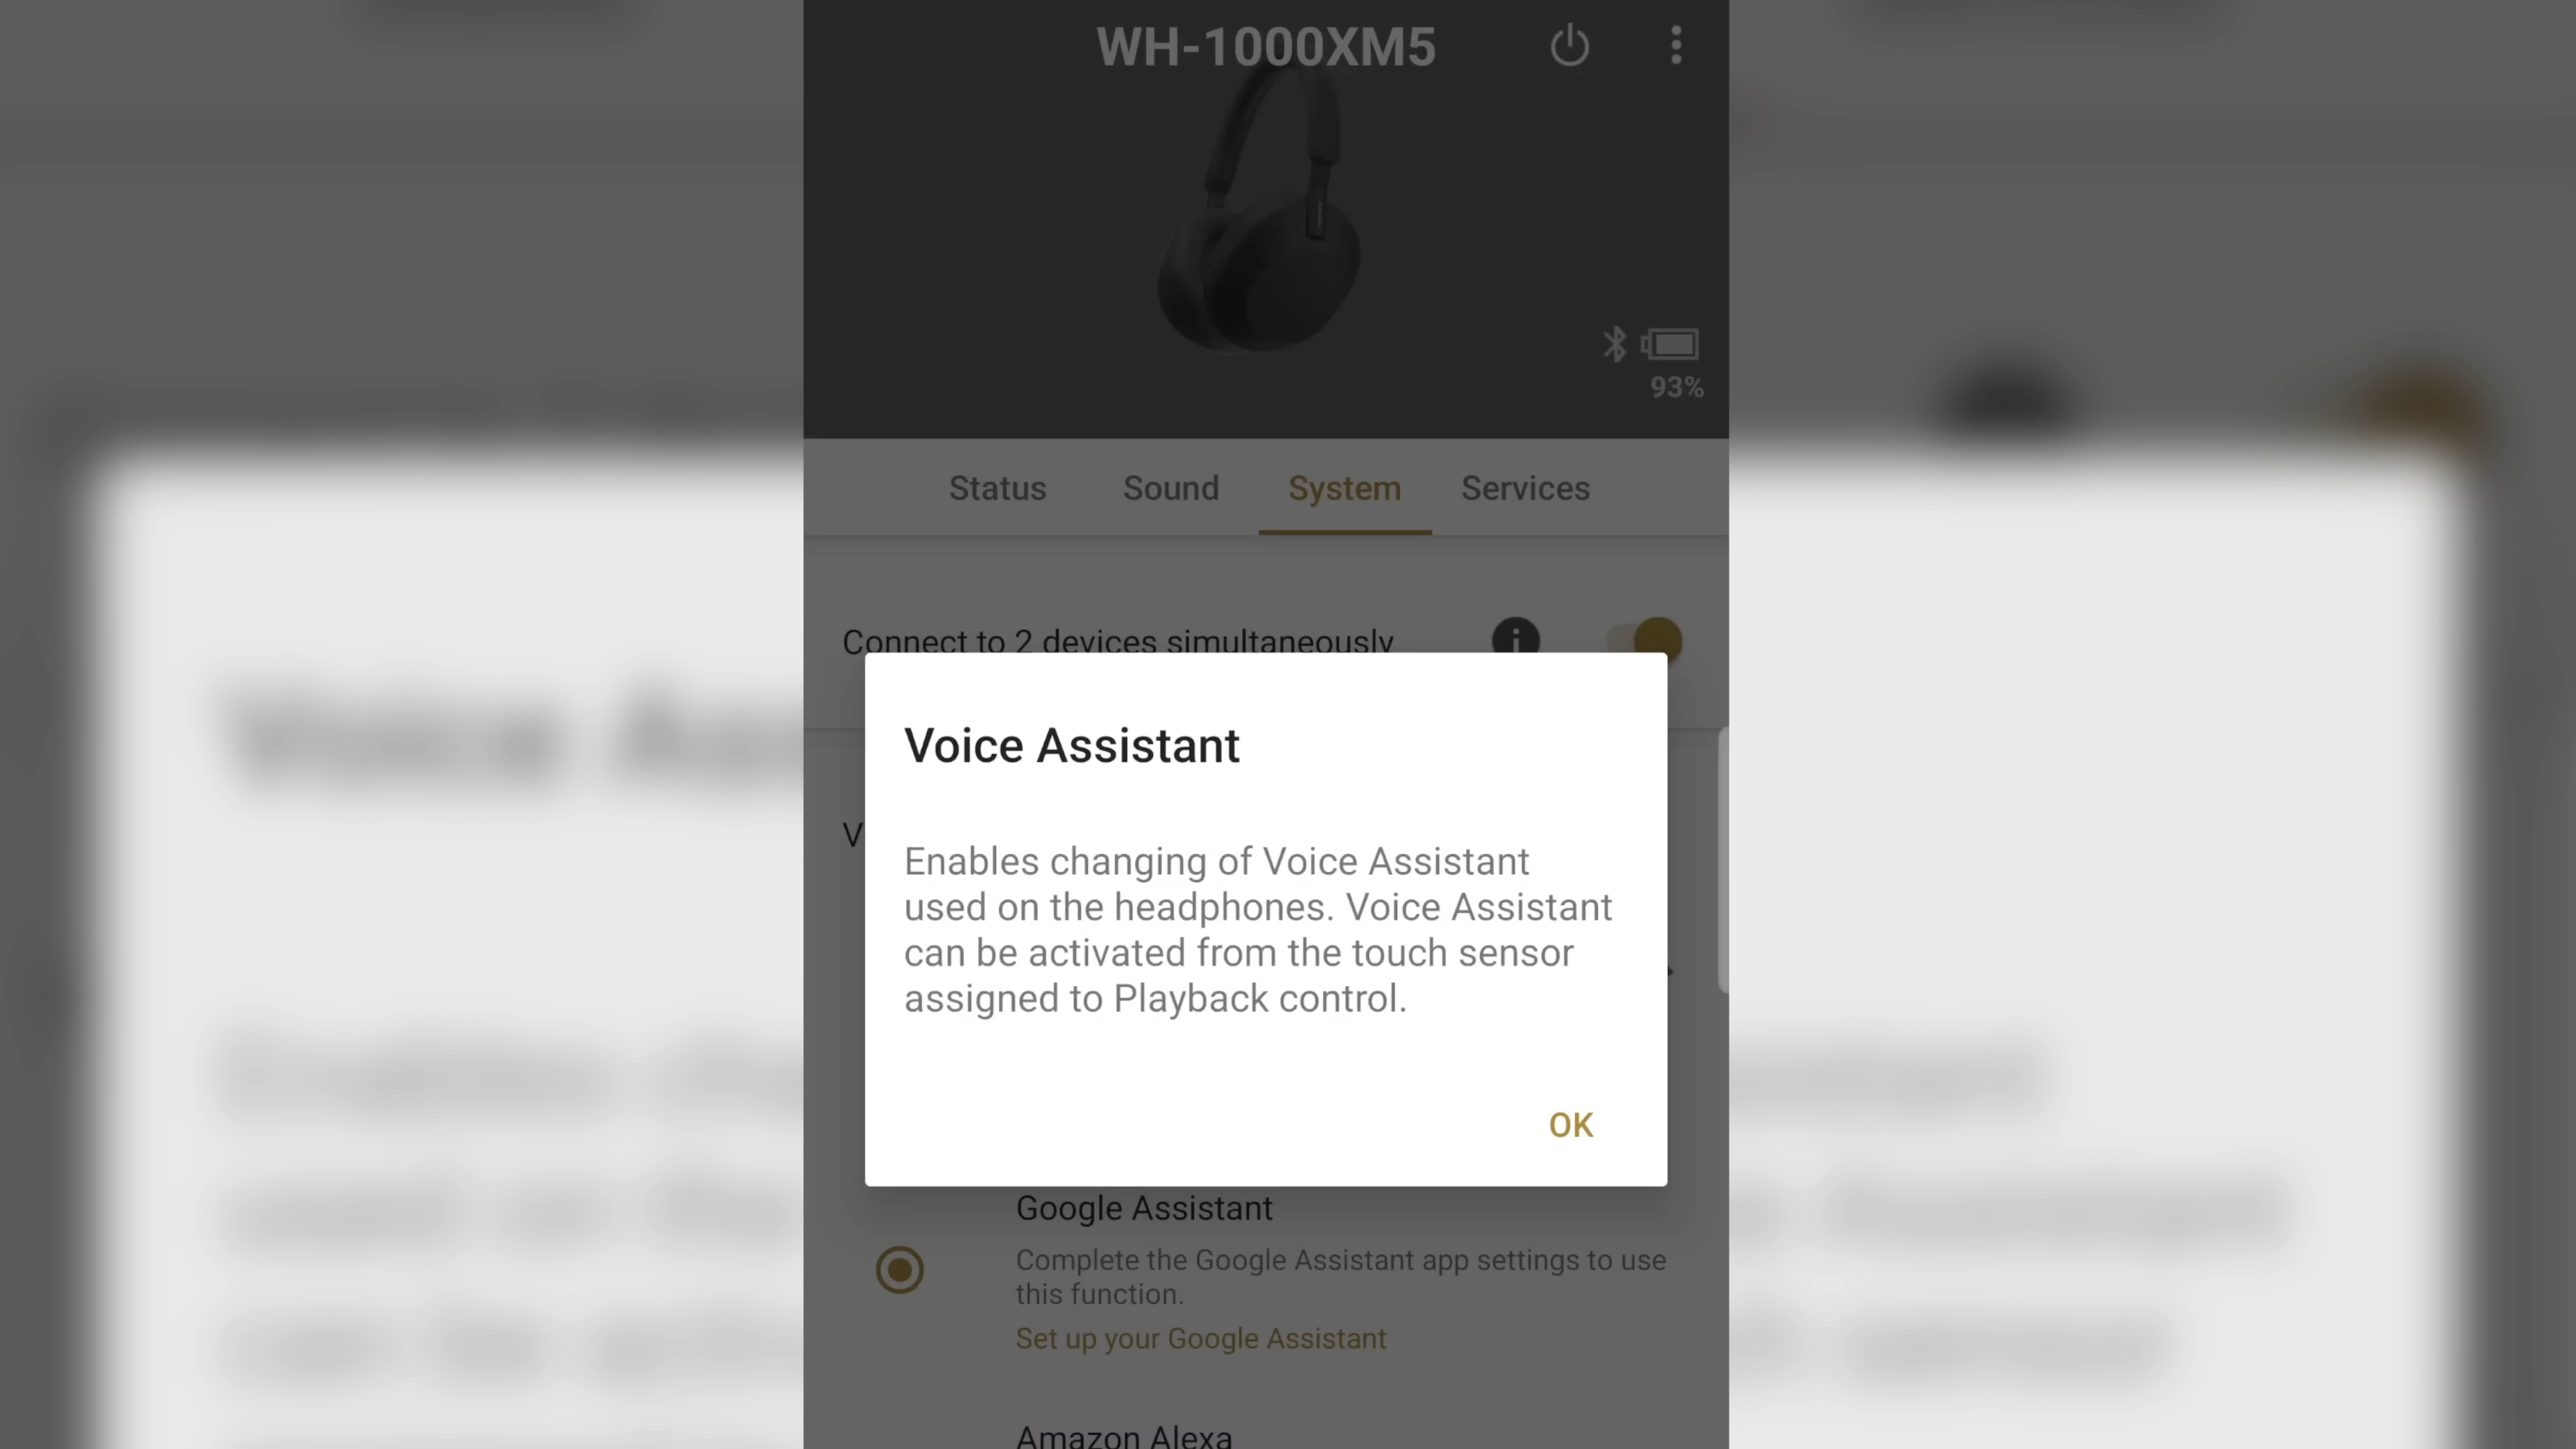 WH-1000XM5
93%
Status Sound System Services
Connect to 2 devices simultaneously
Voice Assistant
Enables changing of Voice Assistant
used on the headphones. Voice Assistant
can be activated from the touch sensor
assigned to Playback control.
OK
Google Assistant
Complete the Google Assistant app settings to use
this function.
Set up your Google Assistant
Amazon Alexa